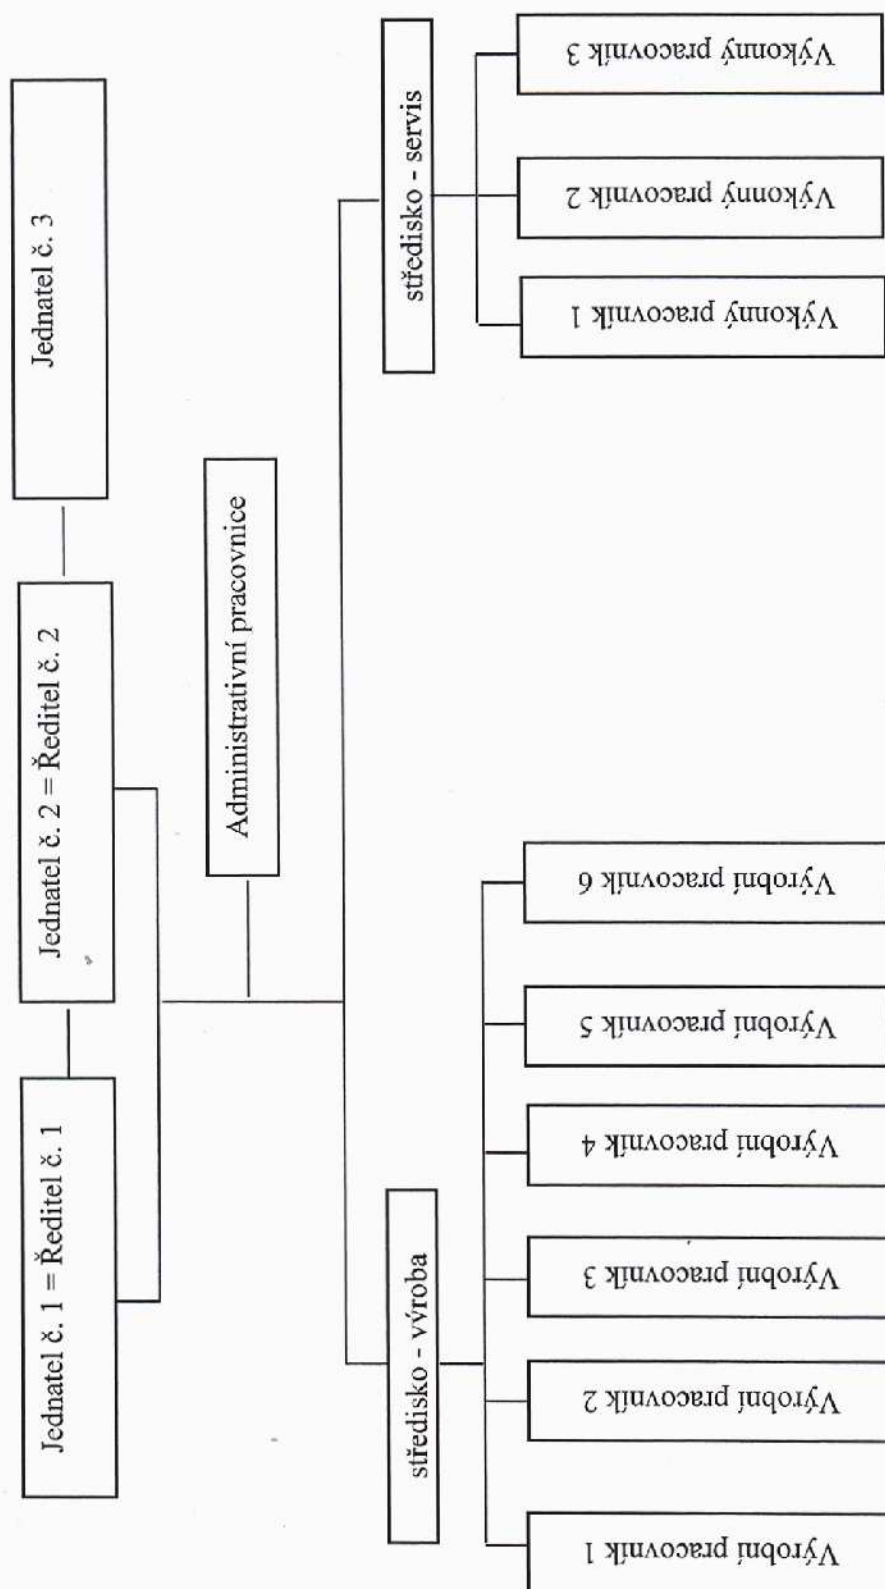 Jednatel č. 1 = Ředitel č. 1
Jednatel č. 2 = Ředitel č. 2
Jednatel č. 3
Administrativní pracovnice
středisko - výroba
středisko - servis
Výrobní pracovník 1
Výrobní pracovník 2
Výrobní pracovník 3
Výrobní pracovník 4
Výrobní pracovník 5
Výrobní pracovník 6
Výkonný pracovník 1
Výkonný pracovník 2
Výkonný pracovník 3